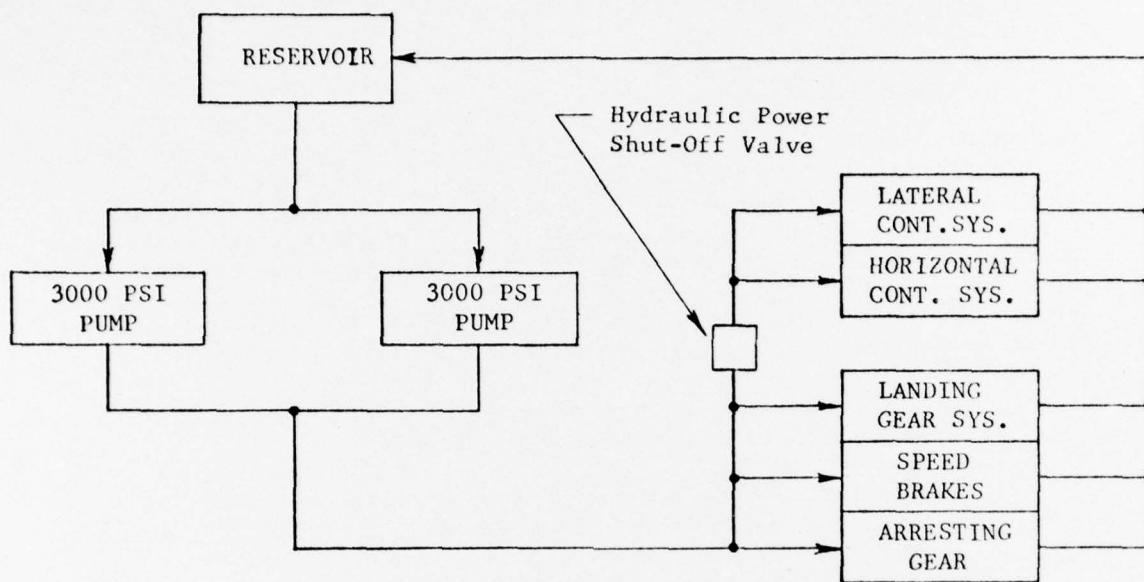 RESERVOIR
Hydraulic Power
Shut-Off Valve
LATERAL
CONT.SYS.
HORIZONTAL
CONT. SYS.
3000 PSI
PUMP
3000 PSI
PUMP
LANDING
GEAR SYS.
SPEED
BRAKES
ARRESTING
GEAR